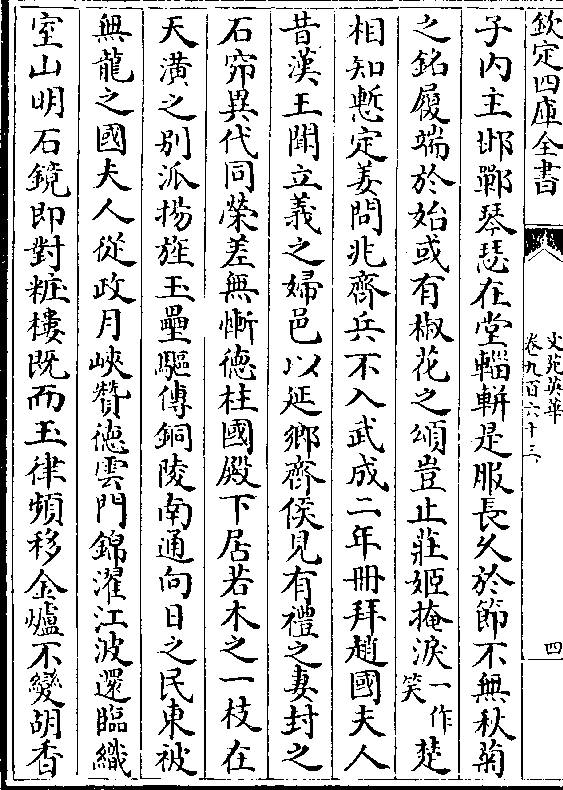 欽定四庫全書
文苑英華
卷九百六十三
四
子内主邯鄲琴瑟在堂輜軿是服長久於節不無秋菊
之銘履端於始或有椒花之頌豈止莊姬掩淚一作笑楚
相知慙定姜問兆齊兵不入武成二年冊拜趙國夫人
昔漢王聞立義之婦邑以延鄉齊侯見有禮之妻封之
石窌異代同榮差無慚德柱國殿下居若木之一枝在
天潢之别派揚旌玉壘驅傳銅陵南通向日之民東被
無龍之國夫人從政月峽贊德雲門錦濯江波還臨織
室山明石鏡即對粧樓既而玉律頻移金爐不變胡香